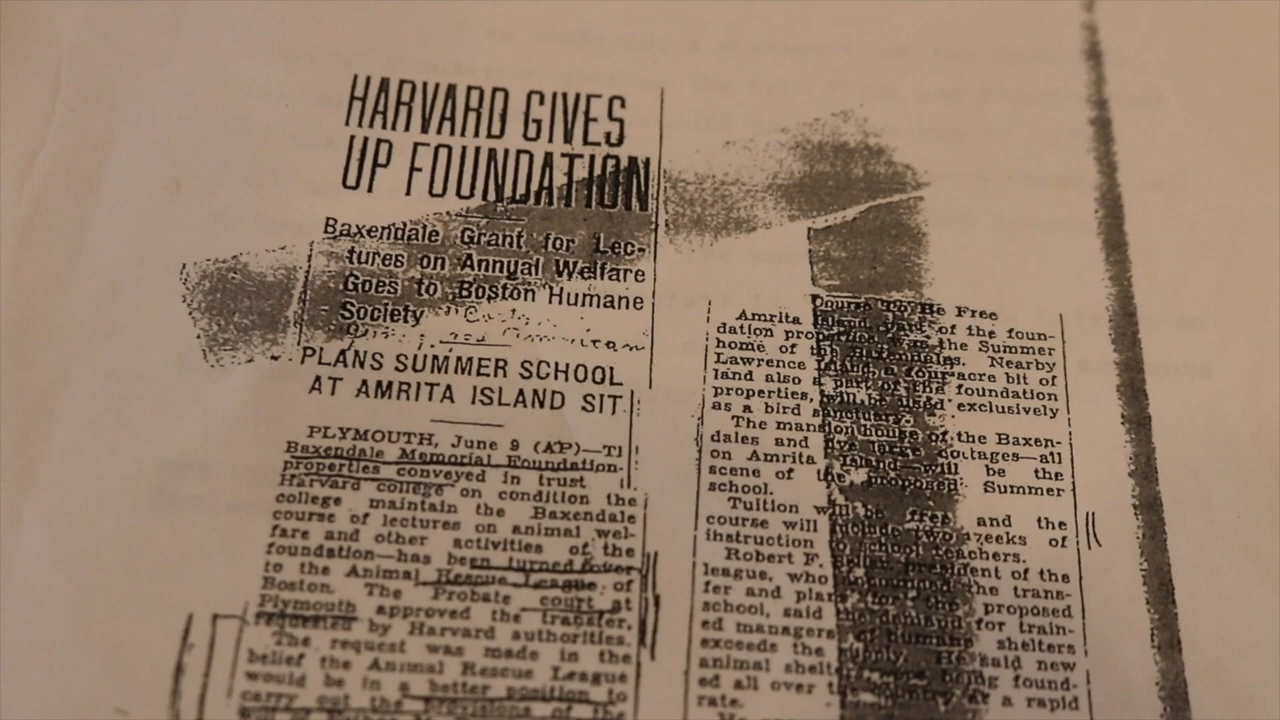 HARVARD GIVES
UP FOUNDATION
Baxendale Grant for Lec-
tures on Annual Welfare
Goes to Boston Humane
Society
PLANS SUMMER SCHOOL
AT AMRITA ISLAND SIT
PLYMOUTH, June 9 (AP)—Tl
Baxendale Memorial Foundation
properties conveyed in trust
Harvard college on condition the
college maintain the Baxendale
course of lectures on animal wel-
fare and other activities of the
foundation—has been turned over
to the Animal Rescue League of
Boston. The Probate court at
Plymouth approved the transfer,
requested by Harvard authorities.
The request was made in the
belief the Animal Rescue League
would be in a better position to
carry out the provisions of the
Course To Be Free
Amrita Island, part of the foun-
dation properties, was the Summer
home of the Baxendales. Nearby
Lawrence Island, a four-acre bit of
land also a part of the foundation
properties, will be used exclusively
as a bird sanctuary.
The mansion house of the Baxen-
dales and five large cottages—all
on Amrita Island—will be the
scene of the proposed Summer
school.
Tuition will be free and the
course will include two weeks of
instruction to school teachers.
Robert F. president of the
league, who announced the trans-
fer and plans for the proposed
school, said the demand for train-
ed managers of humane shelters
exceeds the supply. He said new
animal shelters were being found-
ed all over the country at a rapid
rate.